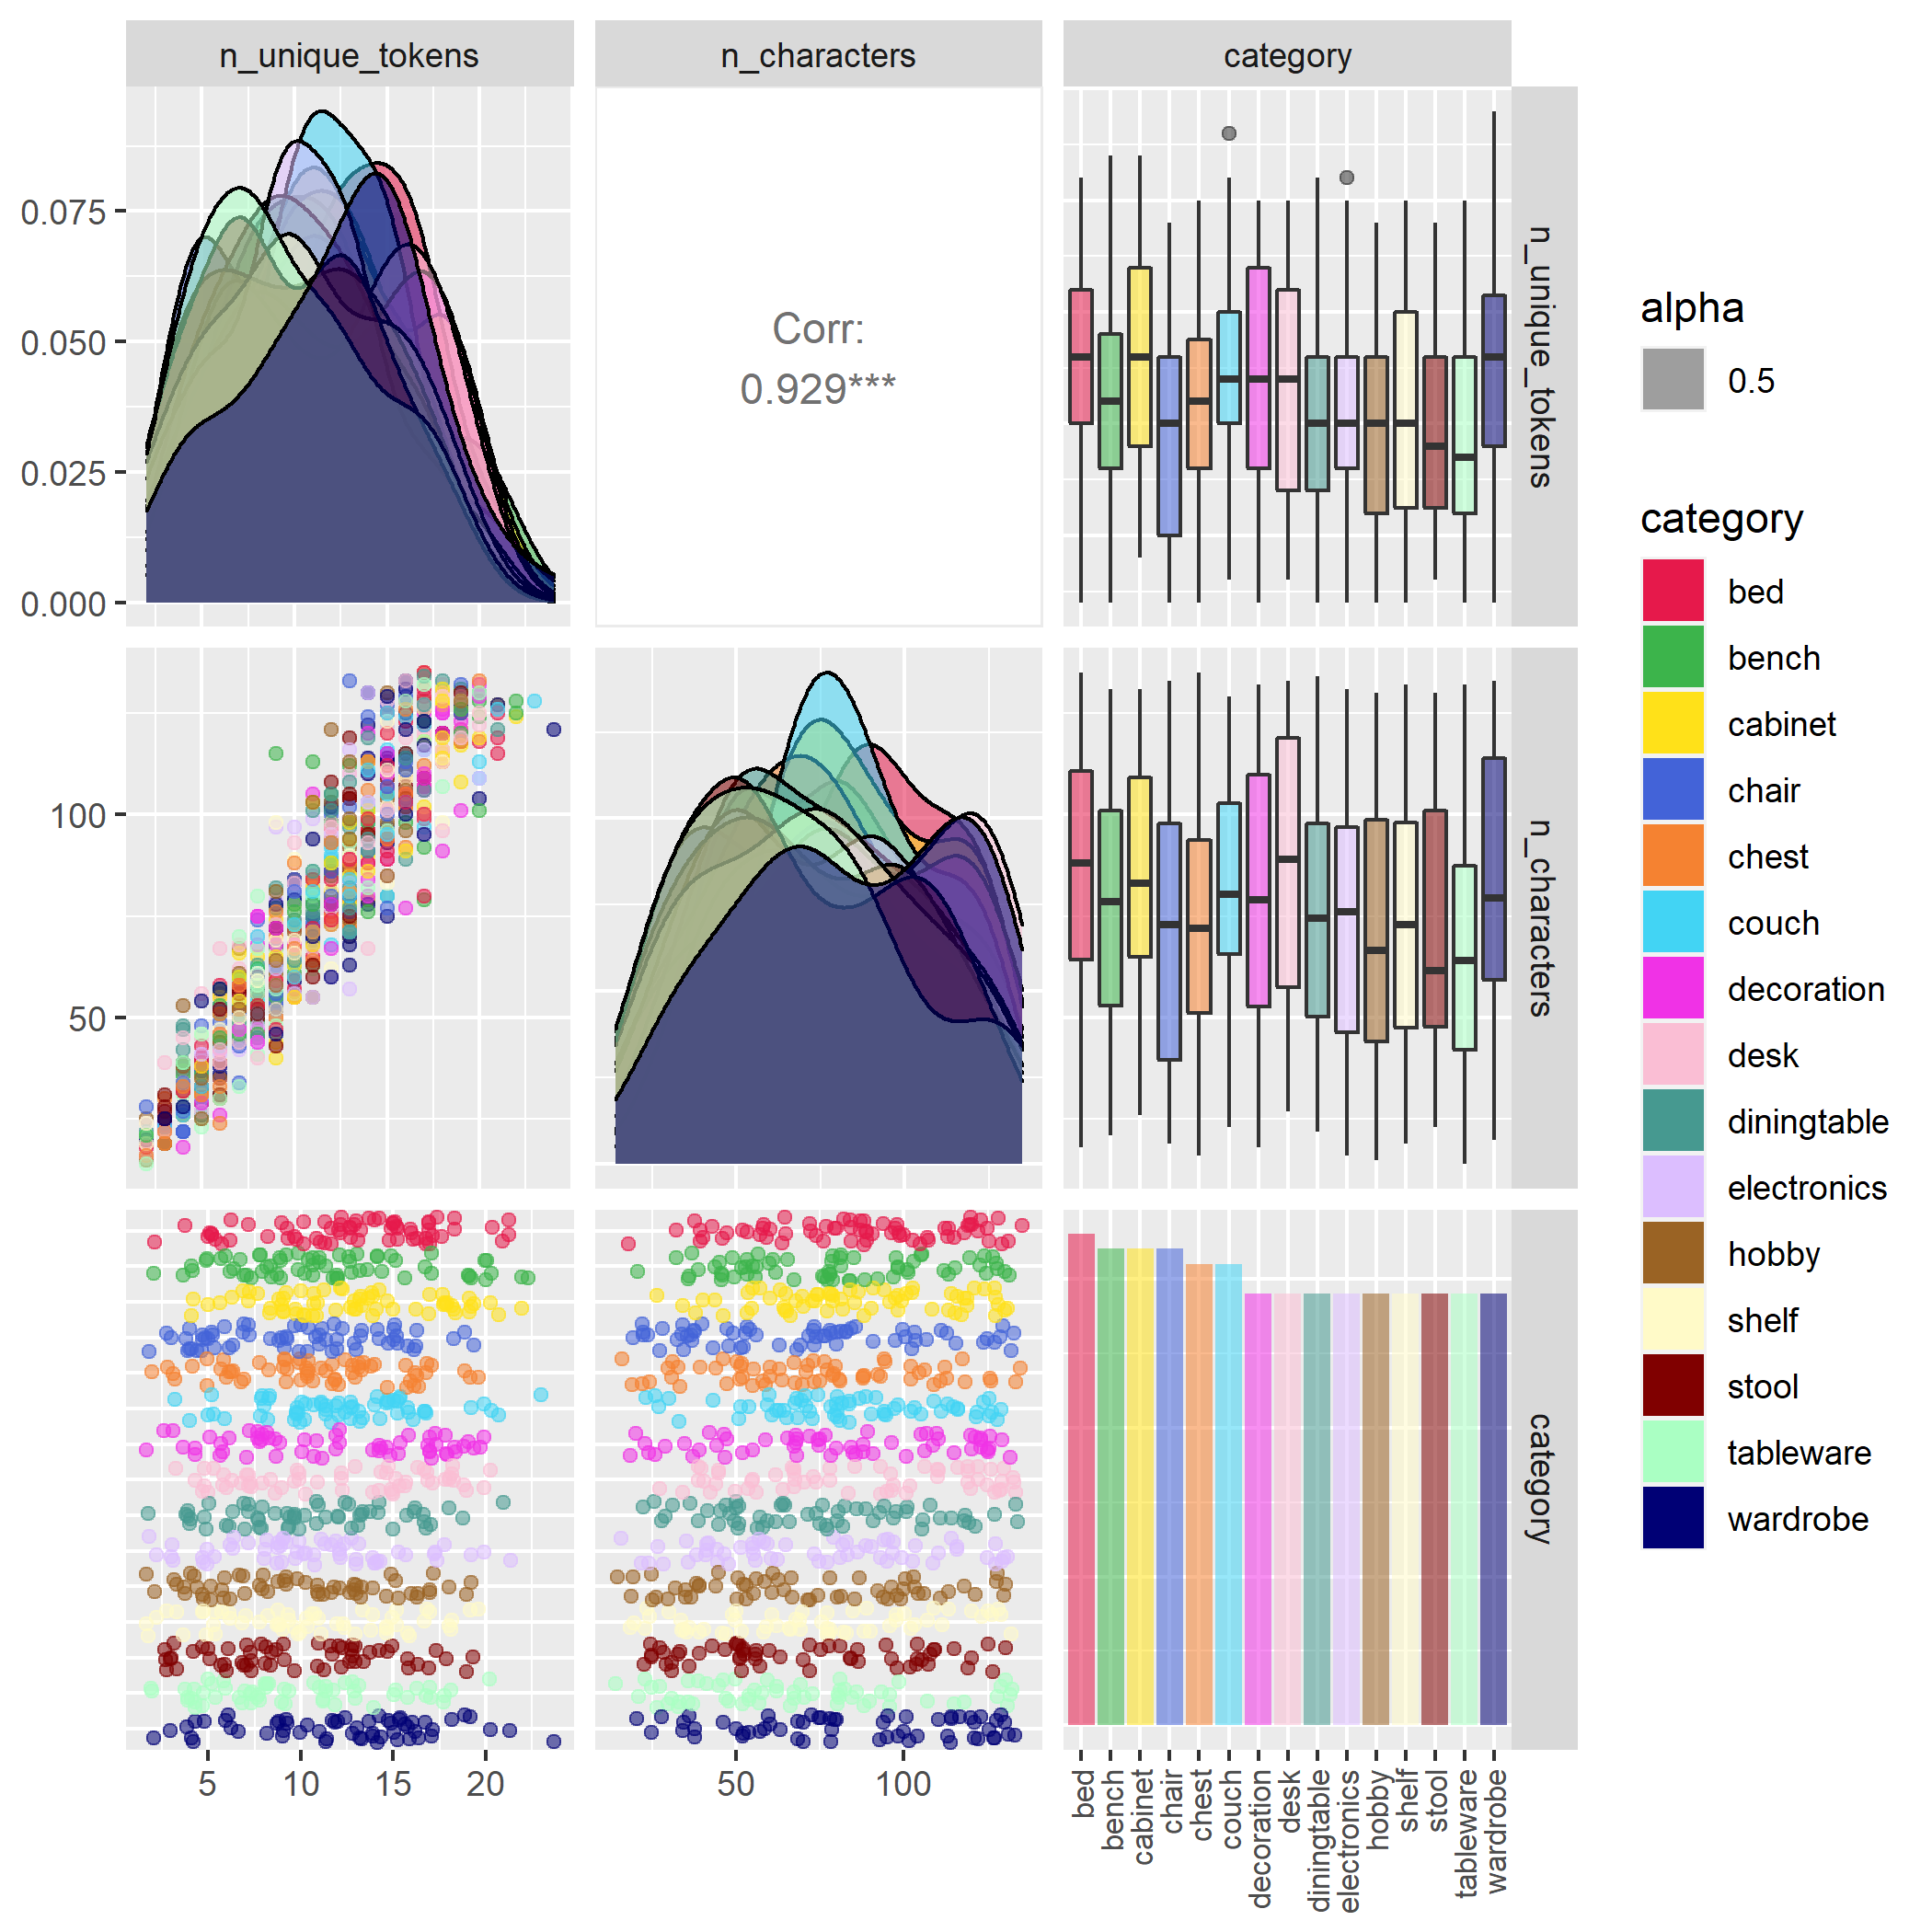 n_unique_tokens
n_characters
category
0.075
0.050
0.025
0.000
Corr:
0.929***
n_unique_tokens
100
50
n_characters
category
5
10
15
20
50
100
bed
bench
cabinet
chair
chest
couch
decoration
desk
diningtable
electronics
hobby
shelf
stool
tableware
wardrobe
alpha
0.5
category
bed
bench
cabinet
chair
chest
couch
decoration
desk
diningtable
electronics
hobby
shelf
stool
tableware
wardrobe